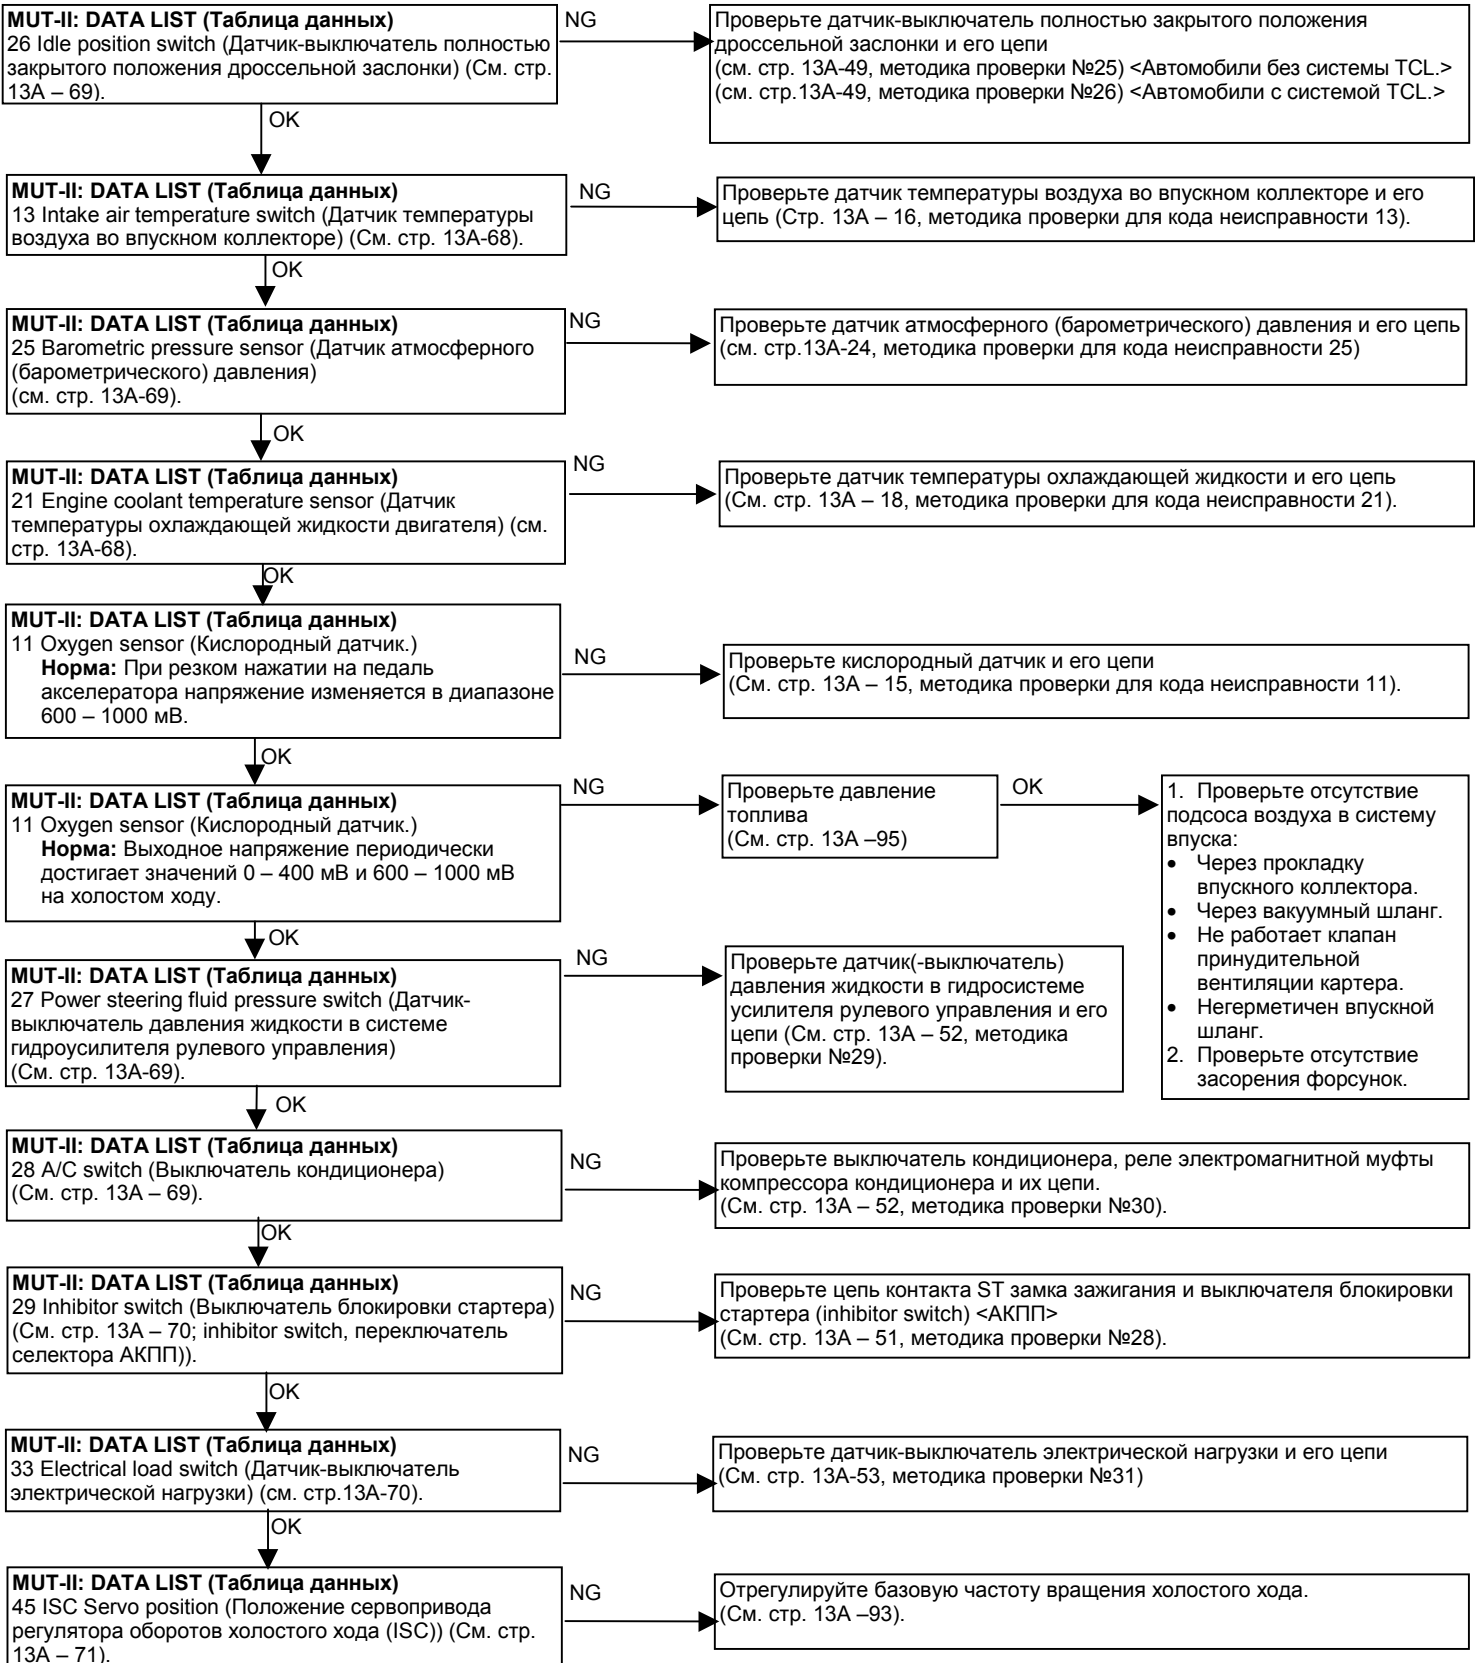 MUT-II: DATA LIST (Таблица данных)
26 Idle position switch (Датчик-выключатель полностью
закрытого положения дроссельной заслонки) (См. стр.
13A – 69).
NG
Проверьте датчик-выключатель полностью закрытого положения
дроссельной заслонки и его цепи
(см. стр. 13A-49, методика проверки №25) <Автомобили без системы TCL.>
(см. стр.13A-49, методика проверки №26) <Автомобили с системой TCL.>
OK
MUT-II: DATA LIST (Таблица данных)
13 Intake air temperature switch (Датчик температуры
воздуха во впускном коллекторе) (См. стр. 13A-68).
NG
Проверьте датчик температуры воздуха во впускном коллекторе и его
цепь (Стр. 13A – 16, методика проверки для кода неисправности 13).
OK
MUT-II: DATA LIST (Таблица данных)
25 Barometric pressure sensor (Датчик атмосферного
(барометрического) давления)
(см. стр. 13A-69).
NG
Проверьте датчик атмосферного (барометрического) давления и его цепь
(см. стр.13A-24, методика проверки для кода неисправности 25)
OK
MUT-II: DATA LIST (Таблица данных)
21 Engine coolant temperature sensor (Датчик
температуры охлаждающей жидкости двигателя) (см.
стр. 13A-68).
NG
Проверьте датчик температуры охлаждающей жидкости и его цепь
(См. стр. 13A – 18, методика проверки для кода неисправности 21).
OK
MUT-II: DATA LIST (Таблица данных)
11 Oxygen sensor (Кислородный датчик.)
Норма: При резком нажатии на педаль
акселератора напряжение изменяется в диапазоне
600 – 1000 мВ.
NG
Проверьте кислородный датчик и его цепи
(См. стр. 13A – 15, методика проверки для кода неисправности 11).
OK
MUT-II: DATA LIST (Таблица данных)
11 Oxygen sensor (Кислородный датчик.)
Норма: Выходное напряжение периодически
достигает значений 0 – 400 мВ и 600 – 1000 мВ
на холостом ходу.
NG
Проверьте давление
топлива
(См. стр. 13A –95)
OK
1. Проверьте отсутствие
подсоса воздуха в систему
впуска:
• Через прокладку
впускного коллектора.
• Через вакуумный шланг.
• Не работает клапан
принудительной
вентиляции картера.
• Негерметичен впускной
шланг.
2. Проверьте отсутствие
засорения форсунок.
OK
MUT-II: DATA LIST (Таблица данных)
27 Power steering fluid pressure switch (Датчик-
выключатель давления жидкости в системе
гидроусилителя рулевого управления)
(См. стр. 13A-69).
NG
Проверьте датчик(-выключатель)
давления жидкости в гидросистеме
усилителя рулевого управления и его
цепи (См. стр. 13A – 52, методика
проверки №29).
OK
MUT-II: DATA LIST (Таблица данных)
28 A/C switch (Выключатель кондиционера)
(См. стр. 13A – 69).
NG
Проверьте выключатель кондиционера, реле электромагнитной муфты
компрессора кондиционера и их цепи.
(См. стр. 13A – 52, методика проверки №30).
OK
MUT-II: DATA LIST (Таблица данных)
29 Inhibitor switch (Выключатель блокировки стартера)
(См. стр. 13A – 70; inhibitor switch, переключатель
селектора АКПП)).
NG
Проверьте цепь контакта ST замка зажигания и выключателя блокировки
стартера (inhibitor switch) <АКПП>
(См. стр. 13A – 51, методика проверки №28).
OK
MUT-II: DATA LIST (Таблица данных)
33 Electrical load switch (Датчик-выключатель
электрической нагрузки) (см. стр.13A-70).
NG
Проверьте датчик-выключатель электрической нагрузки и его цепи
(См. стр. 13A-53, методика проверки №31)
OK
MUT-II: DATA LIST (Таблица данных)
45 ISC Servo position (Положение сервопривода
регулятора оборотов холостого хода (ISC)) (См. стр.
13A – 71).
NG
Отрегулируйте базовую частоту вращения холостого хода.
(См. стр. 13A –93).